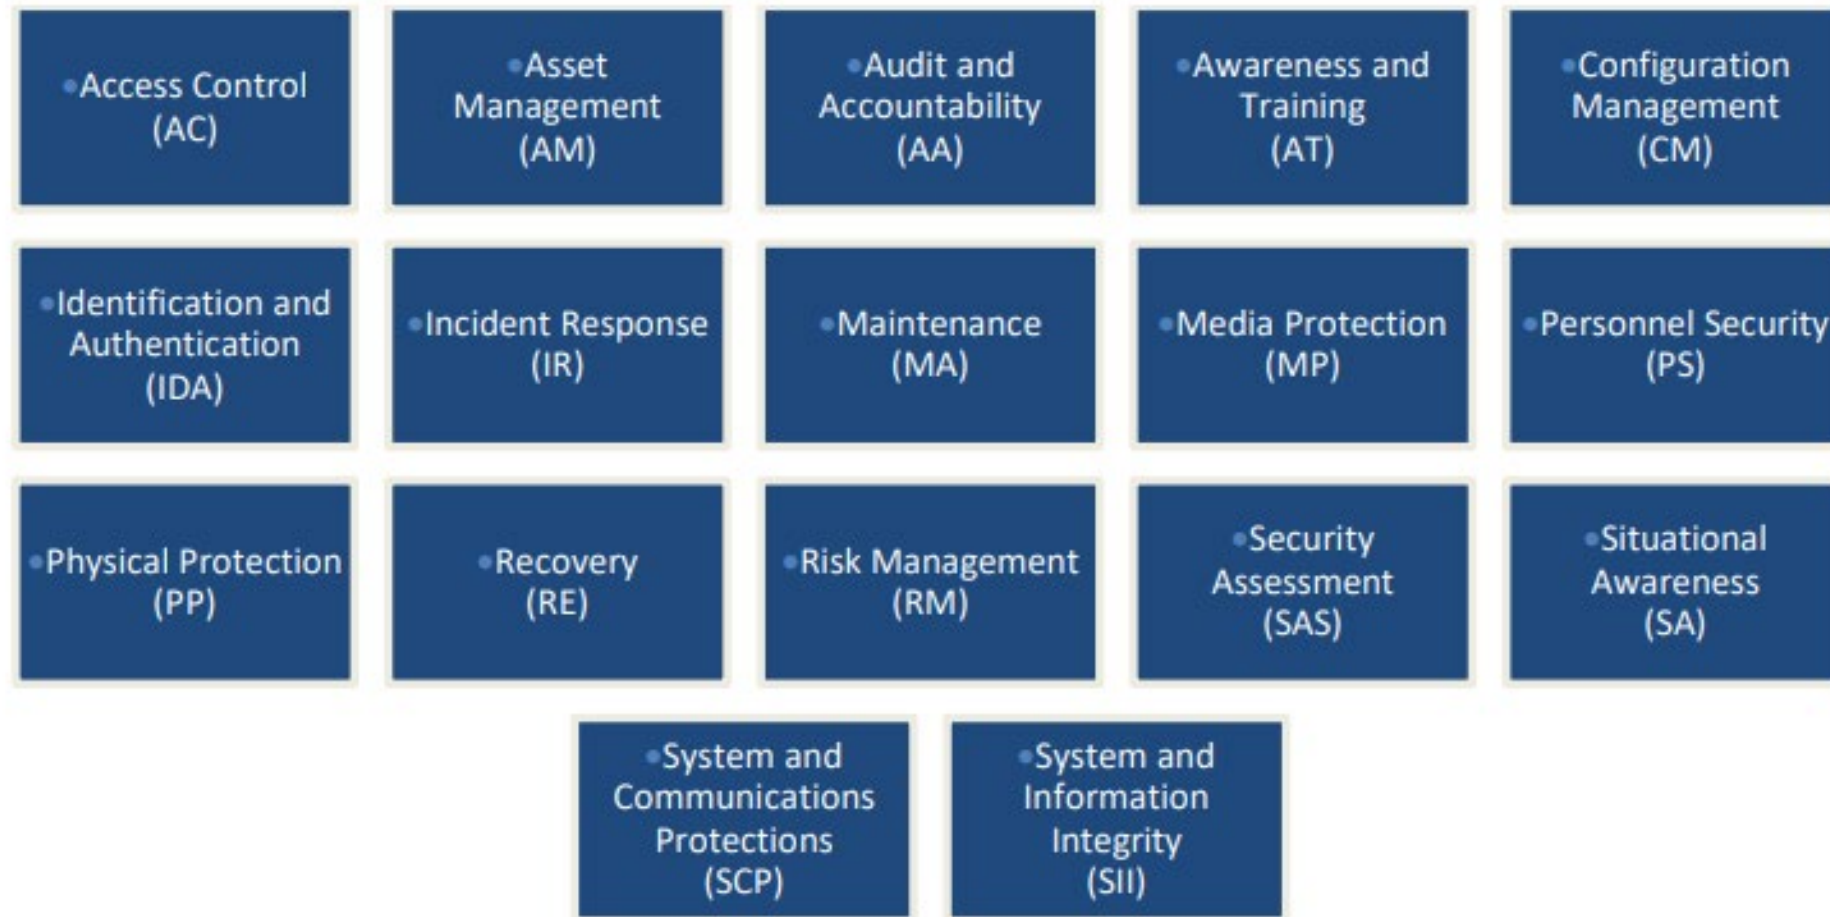 •Access Control
(AC)
•Asset
Management
(AM)
•Audit and
Accountability
(AA)
•Awareness and
Training
(AT)
•Configuration
Management
(CM)
•Identification and
Authentication
(IDA)
•Incident Response
(IR)
•Maintenance
(MA)
•Media Protection
(MP)
•Personnel Security
(PS)
•Physical Protection
(PP)
•Recovery
(RE)
•Risk Management
(RM)
•Security
Assessment
(SAS)
•Situational
Awareness
(SA)
•System and
Communications
Protections
(SCP)
•System and
Information
Integrity
(SII)